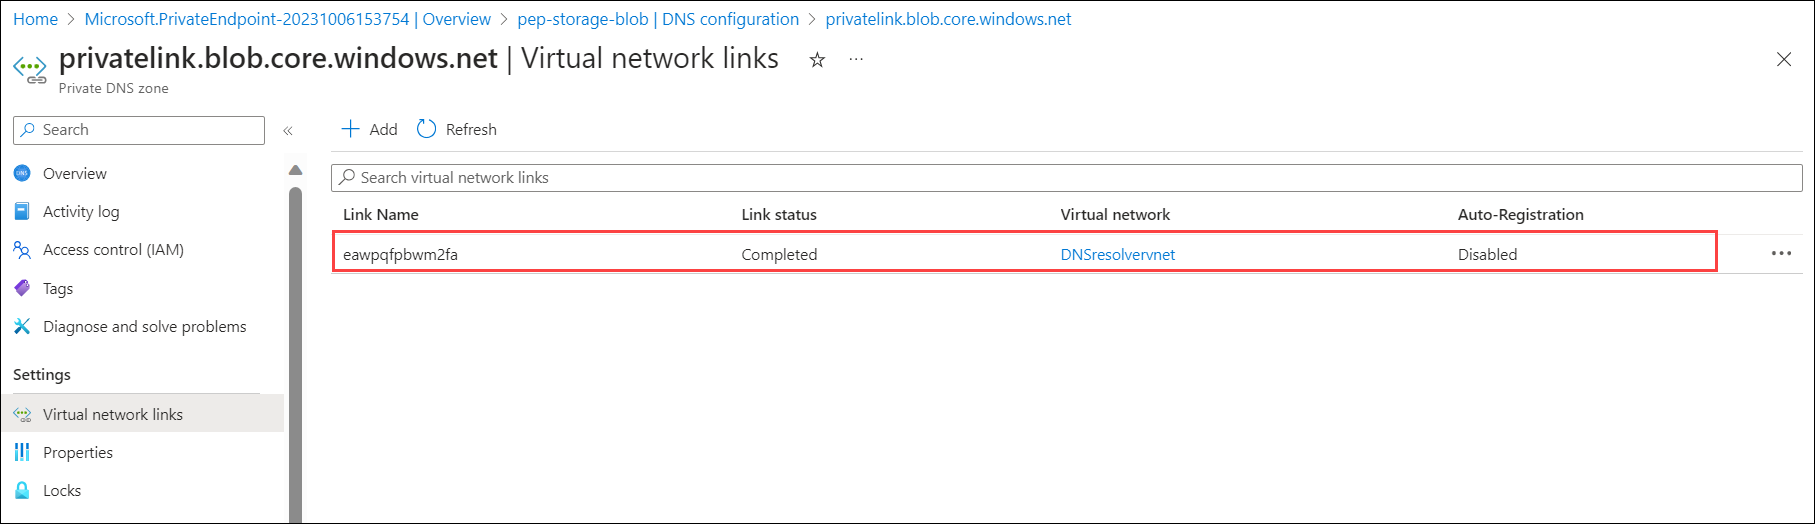 Home > Microsoft.PrivateEndpoint-20231006153754 | Overview > pep-storage-blob | DNS configuration > privatelink.blob.core.windows.net
privatelink.blob.core.windows.net | Virtual network links
Private DNS zone
Search
Add
Refresh
Overview
Activity log
Access control (IAM)
Tags
Diagnose and solve problems
Settings
Virtual network links
Properties
Locks
Search virtual network links
Link Name Link status Virtual network Auto-Registration
eawpqfpbwm2fa Completed DNSresolvervnet Disabled